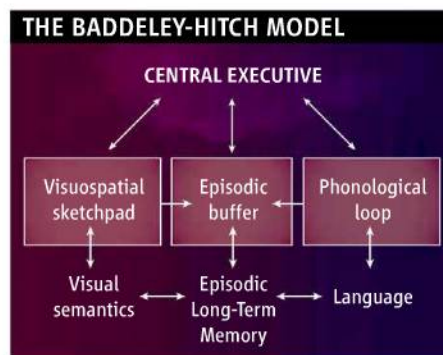 THE BADDELEY-HITCH MODEL
CENTRAL EXECUTIVE
Visuospatial
sketchpad
Episodic
buffer
Phonological
loop
Visual
semantics
Episodic
Long-Term
Memory
Language